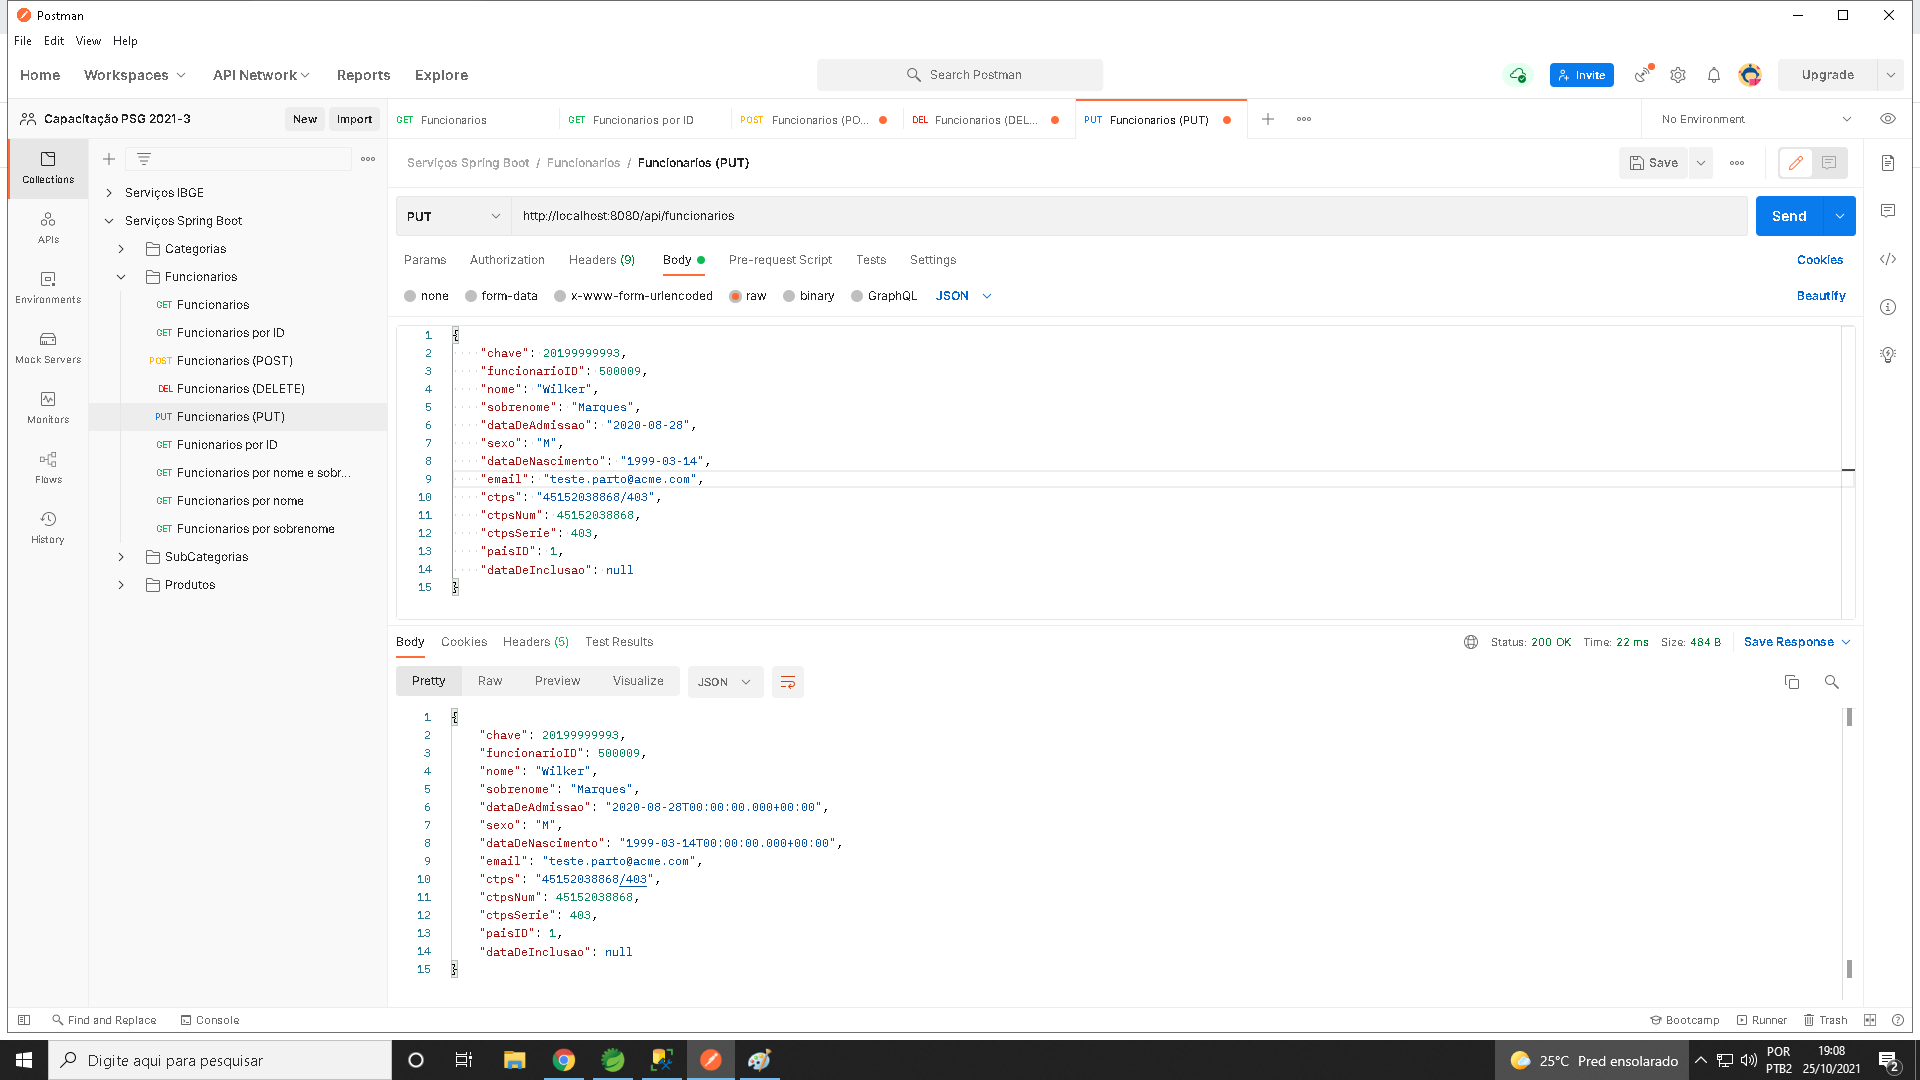 Postman
File Edit View Help
Home Workspaces API Network Reports Explore Search Postman Invite Upgrade
Capacitação PSG 2021-3 New Import GET Funcionarios GET Funcionarios por ID POST Funcionarios (PO... DEL Funcionarios (DEL... PUT Funcionarios (PUT) No Environment
Collections
APIs
Environments
Mock Servers
Monitors
Flows
History
Serviços IBGE
Serviços Spring Boot
Categorias
Funcionarios
GET Funcionarios
GET Funcionarios por ID
POST Funcionarios (POST)
DEL Funcionarios (DELETE)
PUT Funcionarios (PUT)
GET Funionarios por ID
GET Funcionarios por nome e sobr...
GET Funcionarios por nome
GET Funcionarios por sobrenome
SubCategorias
Produtos
Serviços Spring Boot / Funcionarios / Funcionarios (PUT) Save
PUT http://localhost:8080/api/funcionarios Send
Params Authorization Headers (9) Body Pre-request Script Tests Settings Cookies
none form-data x-www-form-urlencoded raw binary GraphQL JSON Beautify
1 {
2 "chave": 20199999993,
3 "funcionarioID": 500009,
4 "nome": "Wilker",
5 "sobrenome": "Marques",
6 "dataDeAdmissao": "2020-08-28",
7 "sexo": "M",
8 "dataDeNascimento": "1999-03-14",
9 "email": "teste.parto@acme.com",
10 "ctps": "45152038868/403",
11 "ctpsNum": 45152038868,
12 "ctpsSerie": 403,
13 "paisID": 1,
14 "dataDeInclusao": null
15 }
Body Cookies Headers (5) Test Results Status: 200 OK Time: 22 ms Size: 484 B Save Response
Pretty Raw Preview Visualize JSON
1 {
2 "chave": 20199999993,
3 "funcionarioID": 500009,
4 "nome": "Wilker",
5 "sobrenome": "Marques",
6 "dataDeAdmissao": "2020-08-28T00:00:00.000+00:00",
7 "sexo": "M",
8 "dataDeNascimento": "1999-03-14T00:00:00.000+00:00",
9 "email": "teste.parto@acme.com",
10 "ctps": "45152038868/403",
11 "ctpsNum": 45152038868,
12 "ctpsSerie": 403,
13 "paisID": 1,
14 "dataDeInclusao": null
15 }
Find and Replace Console Bootcamp Runner Trash
Digite aqui para pesquisar 25°C Pred ensolarado POR 19:08
PTB2 25/10/2021 2